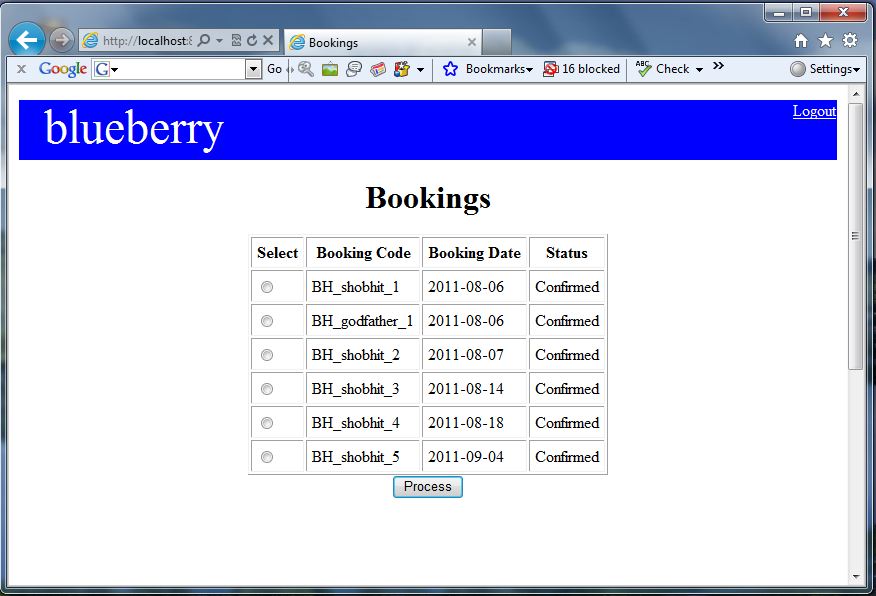 http://localhost:8
Bookings
x Google G Go Bookmarks 16 blocked ABC Check » Settings
Logout
blueberry
Bookings
Select Booking Code Booking Date Status
BH_shobhit_1 2011-08-06 Confirmed
BH_godfather_1 2011-08-06 Confirmed
BH_shobhit_2 2011-08-07 Confirmed
BH_shobhit_3 2011-08-14 Confirmed
BH_shobhit_4 2011-08-18 Confirmed
BH_shobhit_5 2011-09-04 Confirmed
Process